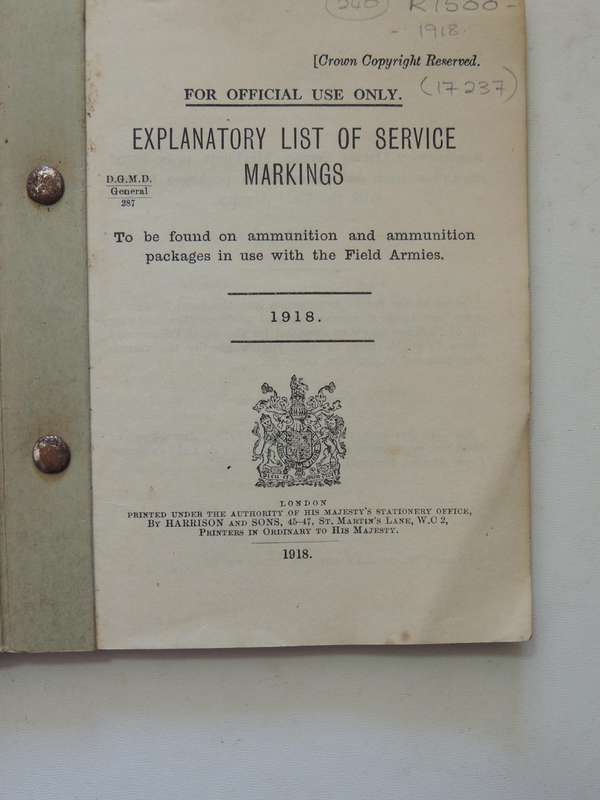 240 R1500-
- 1918
[Crown Copyright Reserved.
(17237)
FOR OFFICIAL USE ONLY.
EXPLANATORY LIST OF SERVICE
MARKINGS
D.G.M.D.
General
287
To be found on ammunition and ammunition
packages in use with the Field Armies.
1918.
LONDON
PRINTED UNDER THE AUTHORITY OF HIS MAJESTY'S STATIONERY OFFICE,
BY HARRISON AND SONS, 45-47, ST. MARTIN'S LANE, W.C 2,
PRINTERS IN ORDINARY TO HIS MAJESTY.
1918.